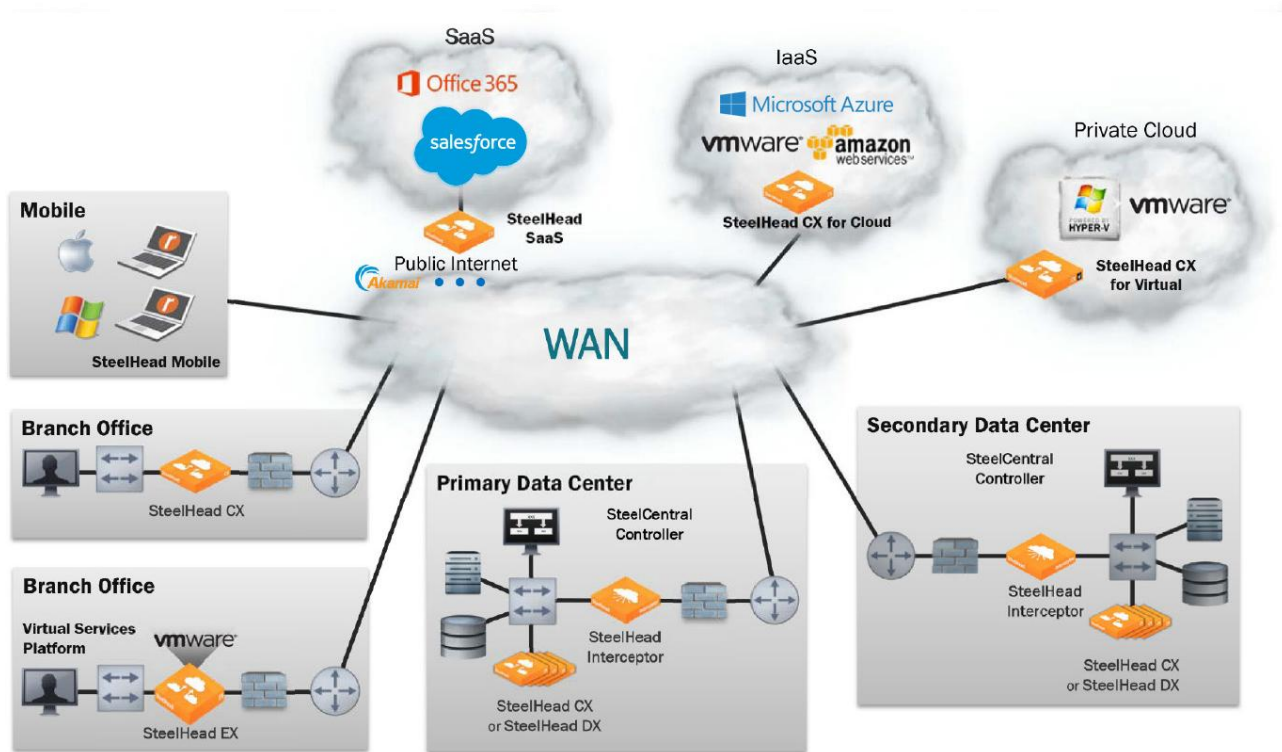 SaaS
Office 365
salesforce
SteelHead
SaaS
Public Internet
Akamai
IaaS
Microsoft Azure
vmware®
amazon
webservices™
SteelHead CX for Cloud
Private Cloud
POWERED BY
HYPER-V
vmware®
SteelHead CX
for Virtual
WAN
Mobile
SteelHead Mobile
Branch Office
SteelHead CX
Branch Office
Virtual Services
Platform
vmware®
SteelHead EX
Primary Data Center
SteelCentral
Controller
SteelHead
Interceptor
SteelHead CX
or SteelHead DX
Secondary Data Center
SteelCentral
Controller
SteelHead
Interceptor
SteelHead CX
or SteelHead DX